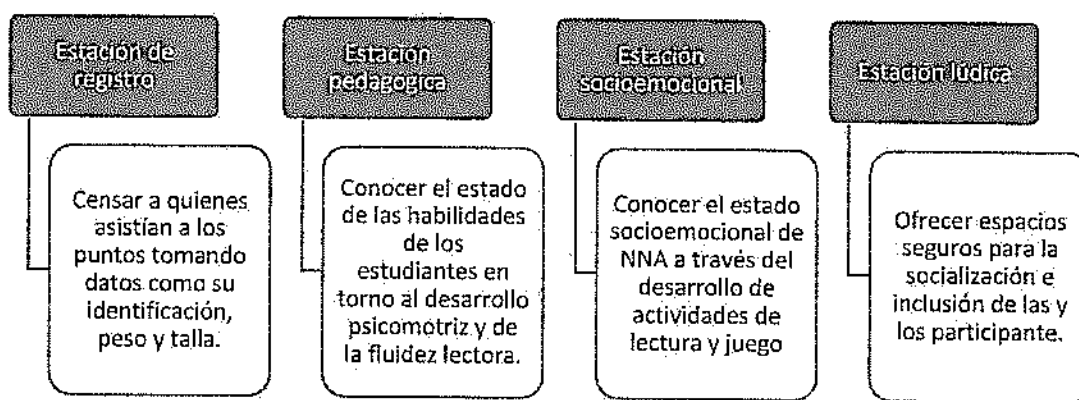 Estación de
registro
Censar a quienes
asistían a los
puntos tomando
datos como su
identificación,
peso y talla.
Estación
pedagógica
Conocer el estado
de las habilidades
de los
estudiantes en
torno al desarrollo
psicomotriz y de
la fluidez lectora.
Estación
socioemocional
Conocer el estado
socioemocional de
NNA a través del
desarrollo de
actividades de
lectura y juego
Estación lúdica
Ofrecer espacios
seguros para la
socialización e
inclusión de las y
los participante.